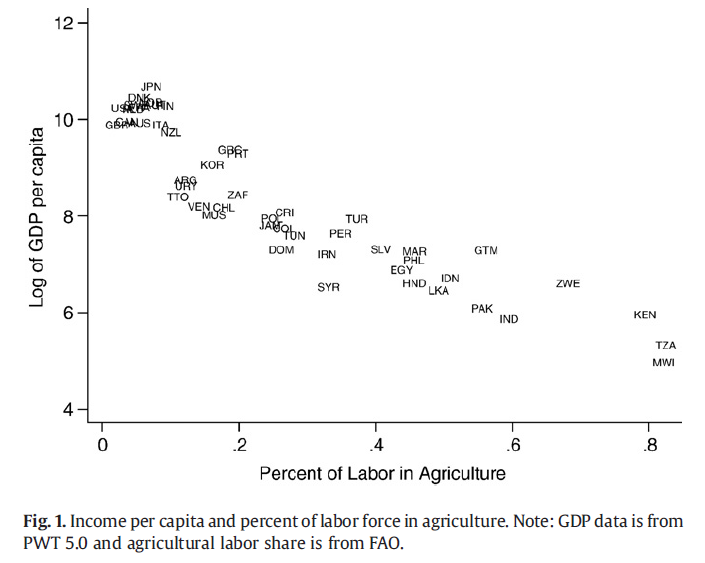 12
10
8
6
4
Log of GDP per capita
JPN
DNK
FIN
ITA
NZL
GRC
PRT
KOR
ARG
URY
TTO
ZAF
VEN
CHL
MUS
CRI
POL
JAM
COL
TUN
TUR
PER
DOM
IRN
SLV
MAR
GTM
PHL
EGY
SYR
HND
IDN
LKA
ZWE
PAK
IND
KEN
TZA
MWI
0
.2
.4
.6
.8
Percent of Labor in Agriculture
Fig. 1. Income per capita and percent of labor force in agriculture. Note: GDP data is from
PWT 5.0 and agricultural labor share is from FAO.